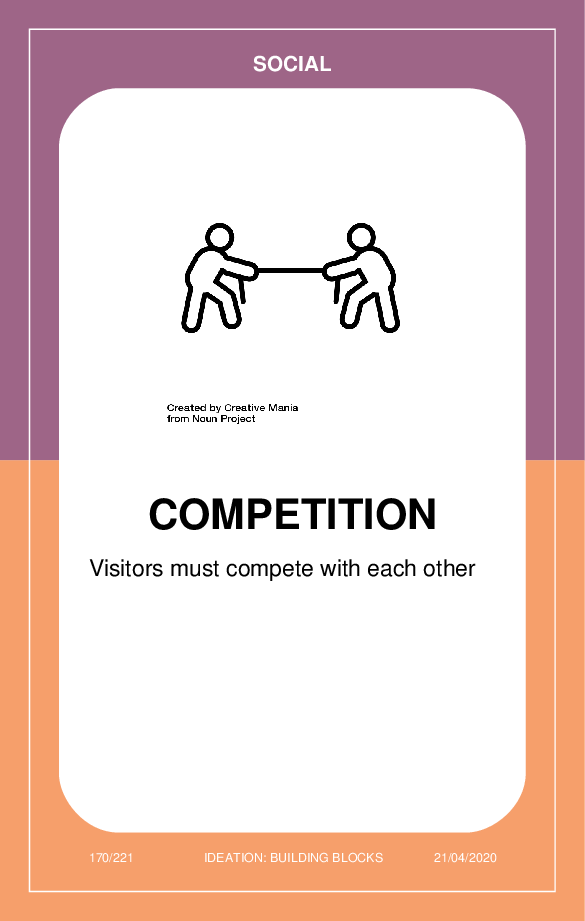 SOCIAL
Created by Creative Mania
from Noun Project
COMPETITION
Visitors must compete with each other
170/221 IDEATION: BUILDING BLOCKS 21/04/2020